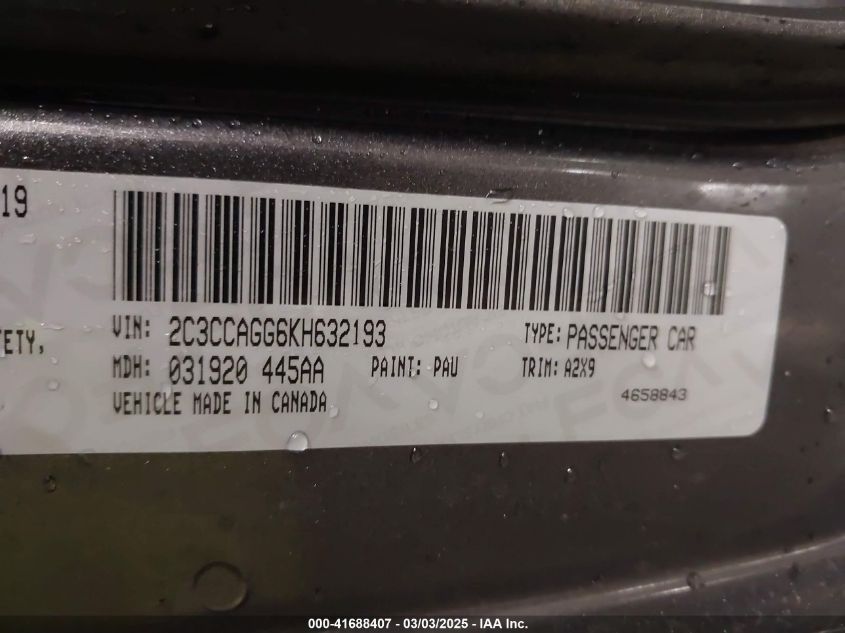 19
ETY,
VIN: 2C3CCAGG6KH632193 TYPE: PASSENGER CAR
MDH: 031920 445AA PAINT: PAU TRIM: A2X9
VEHICLE MADE IN CANADA 4658843
000-41688407 - 03/03/2025 - IAA Inc.